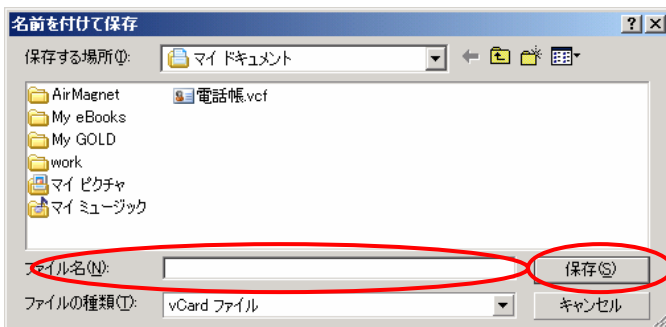 名前を付けて保存
保存する場所(I):
マイ ドキュメント
AirMagnet
My eBooks
My GOLD
work
マイ ピクチャ
マイ ミュージック
電話帳.vcf
ファイル名(N):
保存(S)
ファイルの種類(T):
vCard ファイル
キャンセル